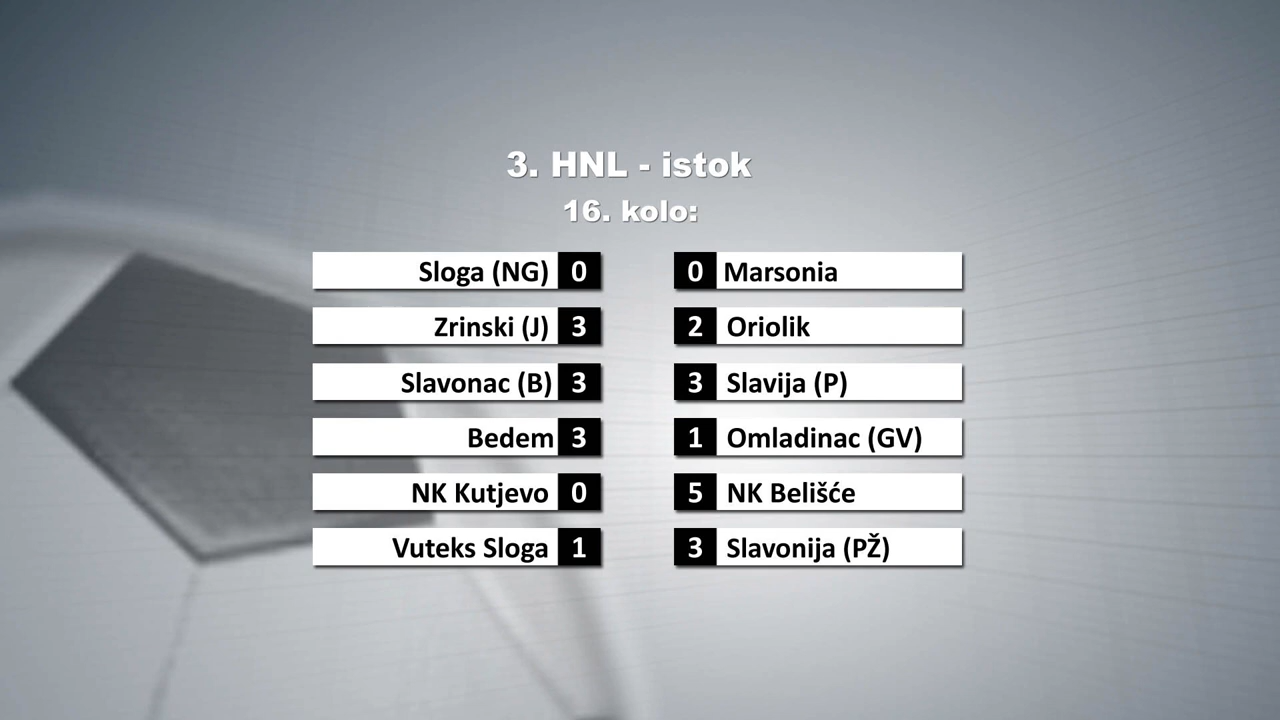 3. HNL - istok
16. kolo:
Sloga (NG) 0 0 Marsonia
Zrinski (J) 3 2 Oriolik
Slavonac (B) 3 3 Slavija (P)
Bedem 3 1 Omladinac (GV)
NK Kutjevo 0 5 NK Belišće
Vuteks Sloga 1 3 Slavonija (PŽ)